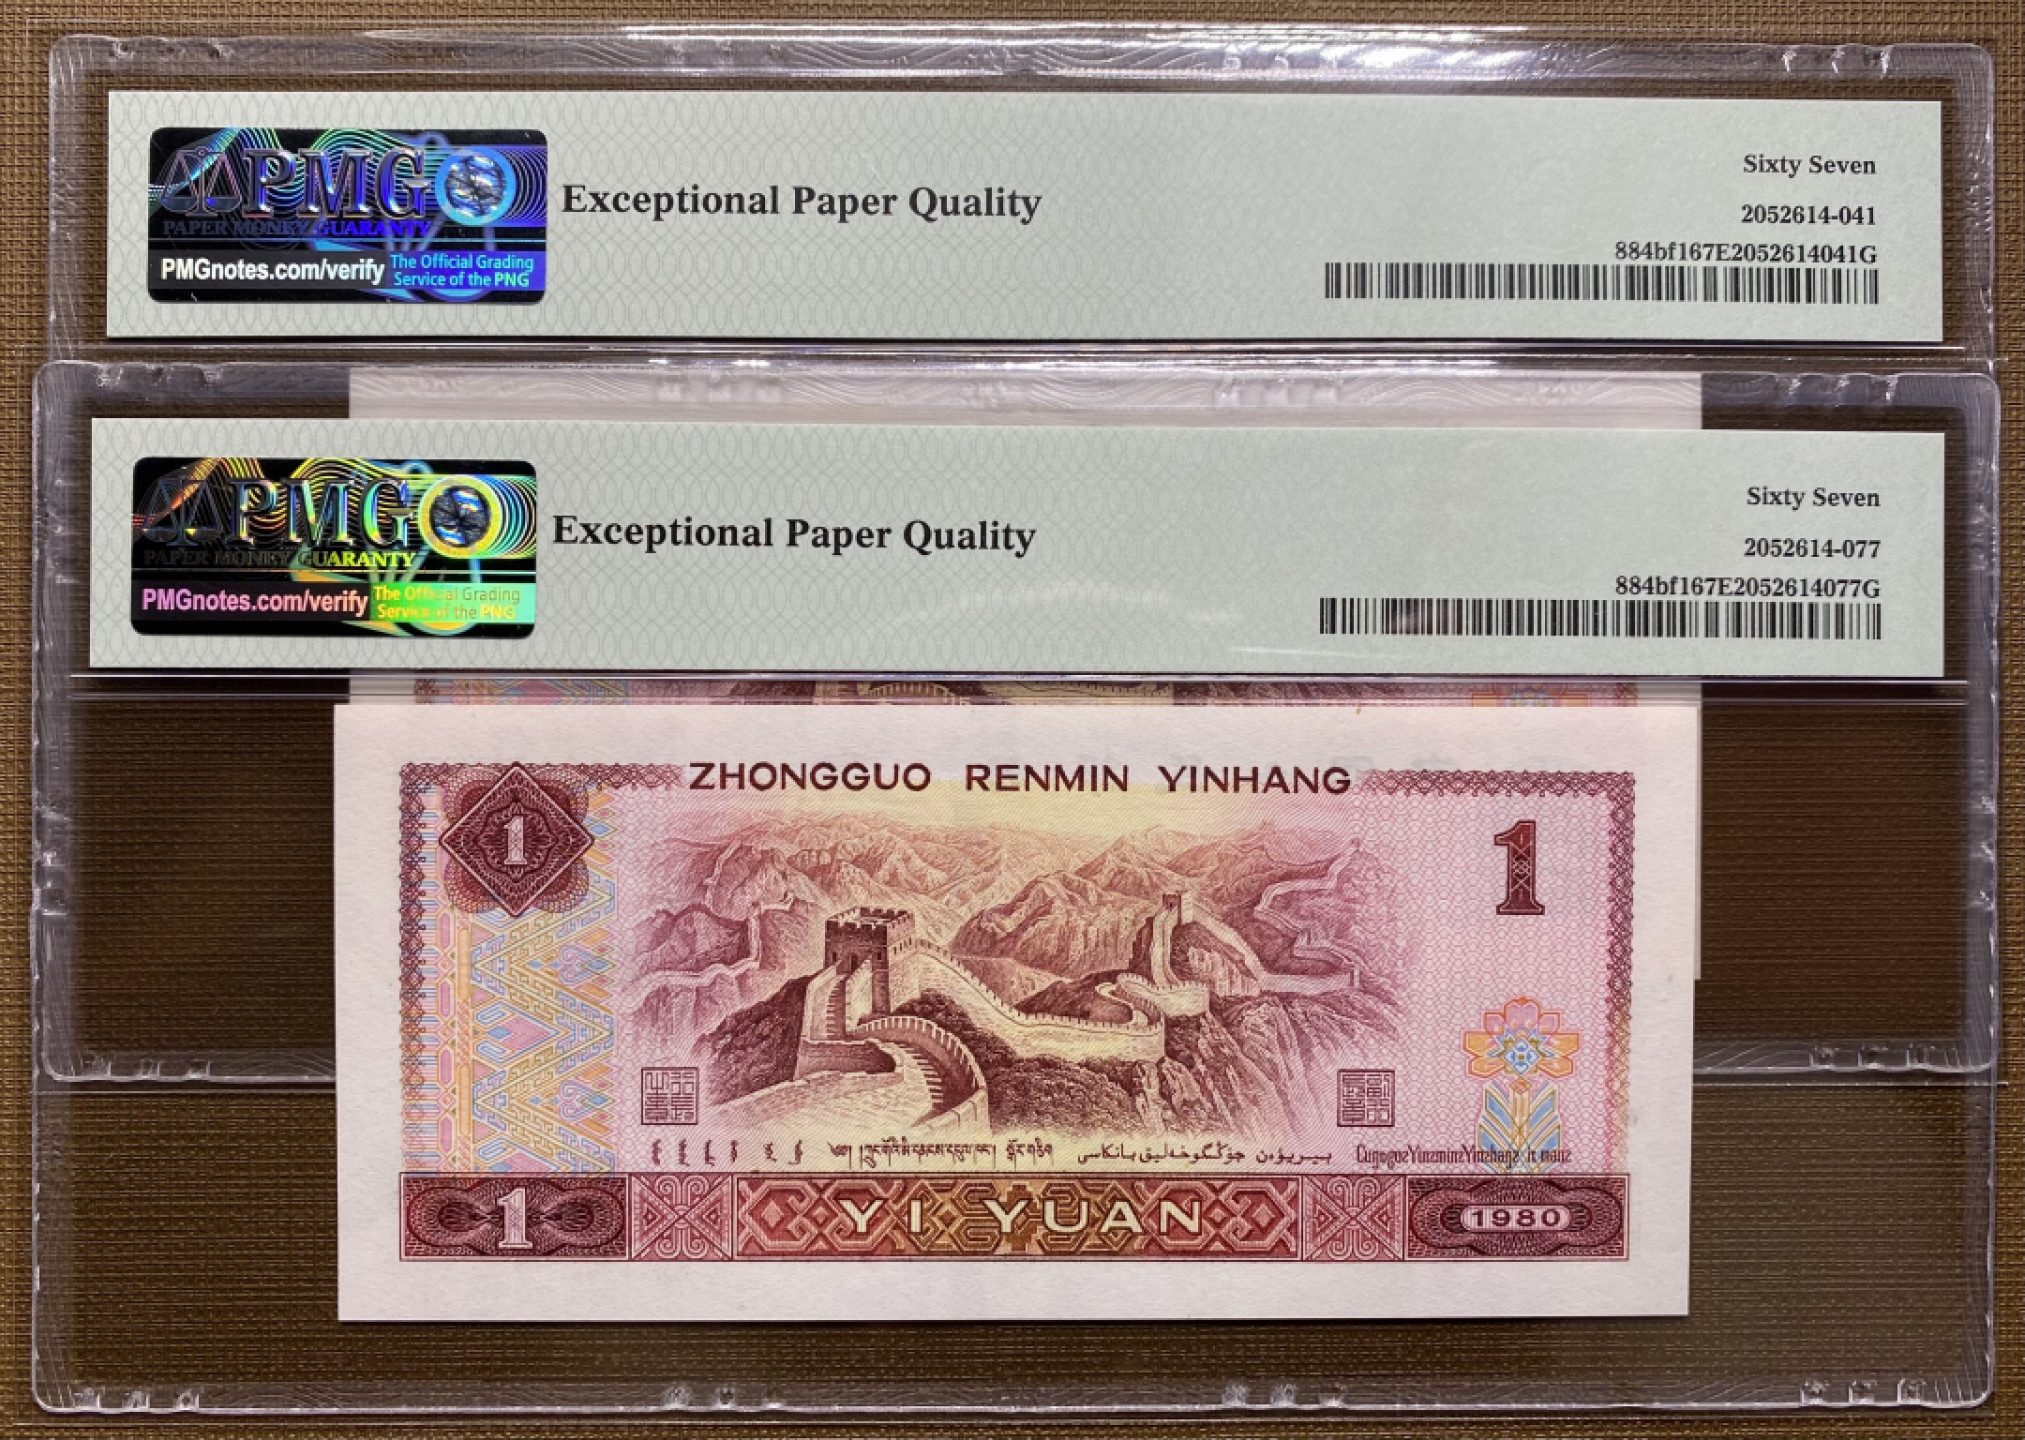 PMG
PAPER MONEY GUARANTY
PMGnotes.com/verify
The Official Grading
Service of the PNG
Exceptional Paper Quality
Sixty Seven
2052614-041
884bf167E2052614041G
PMG
PAPER MONEY GUARANTY
PMGnotes.com/verify
The Official Grading
Service of the PNG
Exceptional Paper Quality
Sixty Seven
2052614-077
884bf167E2052614077G
ZHONGGUO RENMIN YINHANG
1
1
1
YI YUAN
1980